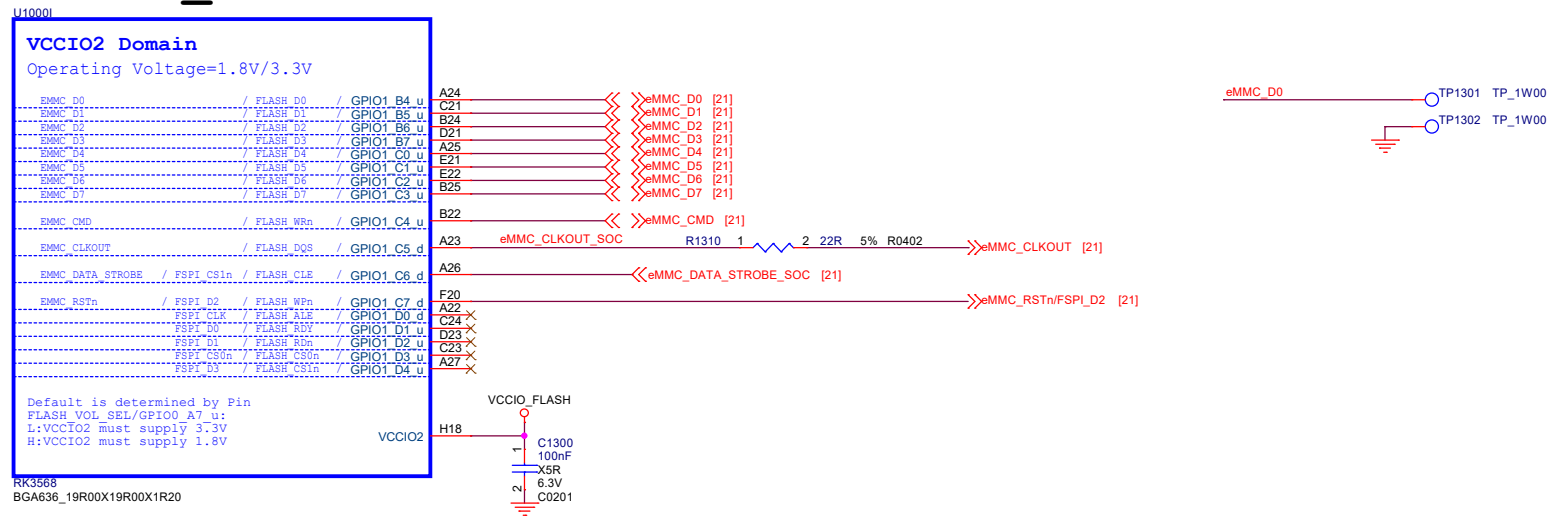 U1000I
VCCIO2 Domain
Operating Voltage=1.8V/3.3V
EMMC_D0 / FLASH_D0 / GPIO1_B4_u A24 eMMC_D0 [21]
EMMC_D1 / FLASH_D1 / GPIO1_B5_u C21 eMMC_D1 [21]
EMMC_D2 / FLASH_D2 / GPIO1_B6_u B24 eMMC_D2 [21]
EMMC_D3 / FLASH_D3 / GPIO1_B7_u D21 eMMC_D3 [21]
EMMC_D4 / FLASH_D4 / GPIO1_C0_u A25 eMMC_D4 [21]
EMMC_D5 / FLASH_D5 / GPIO1_C1_u E21 eMMC_D5 [21]
EMMC_D6 / FLASH_D6 / GPIO1_C2_u E22 eMMC_D6 [21]
EMMC_D7 / FLASH_D7 / GPIO1_C3_u B25 eMMC_D7 [21]
EMMC_CMD / FLASH_WRn / GPIO1_C4_u B22 eMMC_CMD [21]
EMMC_CLKOUT / FLASH_DQS / GPIO1_C5_d A23 eMMC_CLKOUT_SOC R1310 1 2 22R 5% R0402 eMMC_CLKOUT [21]
EMMC_DATA_STROBE / FSPI_CS1n / FLASH_CLE / GPIO1_C6_d A26 eMMC_DATA_STROBE_SOC [21]
EMMC_RSTn / FSPI_D2 / FLASH_WPn / GPIO1_C7_d F20 eMMC_RSTn/FSPI_D2 [21]
FSPI_CLK / FLASH_ALE / GPIO1_D0_d A22
FSPI_D0 / FLASH_RDY / GPIO1_D1_u C24
FSPI_D1 / FLASH_RDn / GPIO1_D2_u D23
FSPI_CS0n / FLASH_CS0n / GPIO1_D3_u C23
FSPI_D3 / FLASH_CS1n / GPIO1_D4_u A27
Default is determined by Pin
FLASH_VOL_SEL/GPIO0_A7_u:
L:VCCIO2 must supply 3.3V
H:VCCIO2 must supply 1.8V
VCCIO2 H18
RK3568
BGA636_19R00X19R00X1R20
VCCIO_FLASH
1
C1300
100nF
X5R
6.3V
2
C0201
eMMC_D0 TP1301 TP_1W00
TP1302 TP_1W00